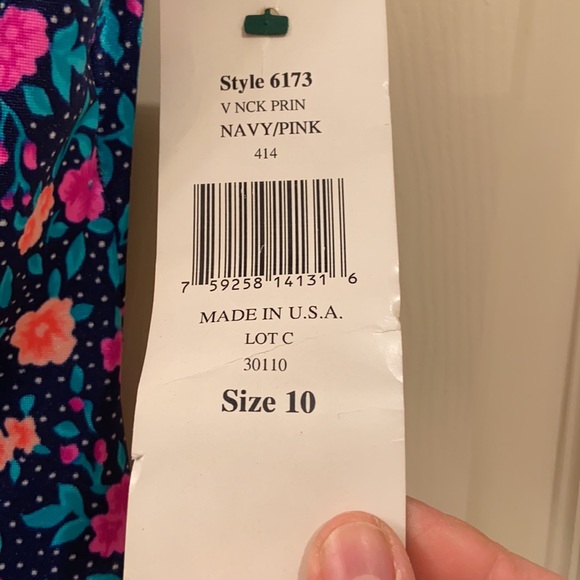 Style 6173
V NCK PRIN
NAVY/PINK
414
7 59258 14131 6
MADE IN U.S.A.
LOT C
30110
Size 10